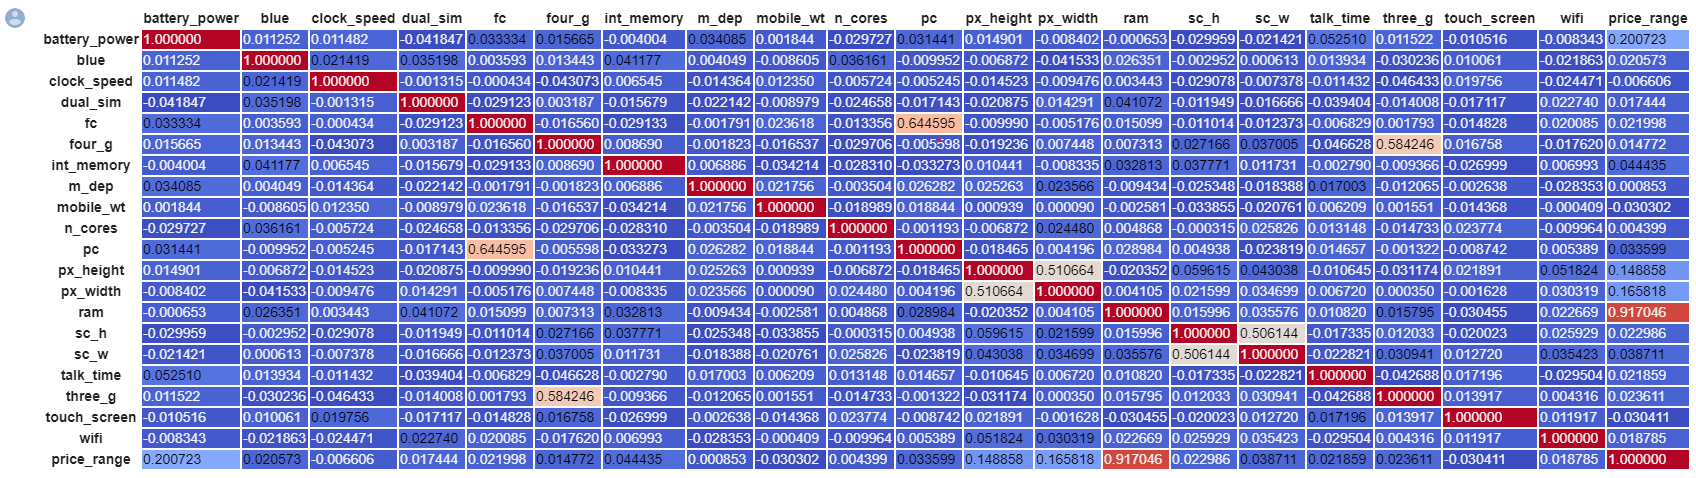 battery_power blue clock_speed dual_sim fc four_g int_memory m_dep mobile_wt n_cores pc px_height px_width ram sc_h sc_w talk_time three_g touch_screen wifi price_range
battery_power 1.000000 0.011252 0.011482 -0.041847 0.033334 0.015665 -0.004004 0.034085 0.001844 -0.029727 0.031441 0.014901 -0.008402 -0.000653 -0.029959 -0.021421 0.052510 0.011522 -0.010516 -0.008343 0.200723
blue 0.011252 1.000000 0.021419 0.035198 0.003593 0.013443 0.041177 0.004049 -0.008605 0.036161 -0.009952 -0.006872 -0.041533 0.026351 -0.002952 0.000613 0.013934 -0.030236 0.010061 -0.021863 0.020573
clock_speed 0.011482 0.021419 1.000000 -0.001315 -0.000434 -0.043073 0.006545 -0.014364 0.012350 -0.005724 -0.005245 -0.014523 -0.009476 0.003443 -0.029078 -0.007378 -0.011432 -0.046433 0.019756 -0.024471 -0.006606
dual_sim -0.041847 0.035198 -0.001315 1.000000 -0.029123 0.003187 -0.015679 -0.022142 -0.008979 -0.024658 -0.017143 -0.020875 0.014291 0.041072 -0.011949 -0.016666 -0.039404 -0.014008 -0.017117 0.022740 0.017444
fc 0.033334 0.003593 -0.000434 -0.029123 1.000000 -0.016560 -0.029133 -0.001791 0.023618 -0.013356 0.644595 -0.009990 -0.005176 0.015099 -0.011014 -0.012373 -0.006829 0.001793 -0.014828 0.020085 0.021998
four_g 0.015665 0.013443 -0.043073 0.003187 -0.016560 1.000000 0.008690 -0.001823 -0.016537 -0.029706 -0.005598 -0.019236 0.007448 0.007313 0.027166 0.037005 -0.046628 0.584246 0.016758 -0.017620 0.014772
int_memory -0.004004 0.041177 0.006545 -0.015679 -0.029133 0.008690 1.000000 0.006886 -0.034214 -0.028310 -0.033273 0.010441 -0.008335 0.032813 0.037771 0.011731 -0.002790 -0.009366 -0.026999 0.006993 0.044435
m_dep 0.034085 0.004049 -0.014364 -0.022142 -0.001791 -0.001823 0.006886 1.000000 0.021756 -0.003504 0.026282 0.025263 0.023566 -0.009434 -0.025348 -0.018388 0.017003 -0.012065 -0.002638 -0.028353 0.000853
mobile_wt 0.001844 -0.008605 0.012350 -0.008979 0.023618 -0.016537 -0.034214 0.021756 1.000000 -0.018989 0.018844 0.000939 0.000090 -0.002581 -0.033855 -0.020761 0.006209 0.001551 -0.014368 -0.000409 -0.030302
n_cores -0.029727 0.036161 -0.005724 -0.024658 -0.013356 -0.029706 -0.028310 -0.003504 -0.018989 1.000000 -0.001193 -0.006872 0.024480 0.004868 -0.000315 0.025826 0.013148 -0.014733 0.023774 -0.009964 0.004399
pc 0.031441 -0.009952 -0.005245 -0.017143 0.644595 -0.005598 -0.033273 0.026282 0.018844 -0.001193 1.000000 -0.018465 0.004196 0.028984 0.004938 -0.023819 0.014657 -0.001322 -0.008742 0.005389 0.033599
px_height 0.014901 -0.006872 -0.014523 -0.020875 -0.009990 -0.019236 0.010441 0.025263 0.000939 -0.006872 -0.018465 1.000000 0.510664 -0.020352 0.059615 0.043038 -0.010645 -0.031174 0.021891 0.051824 0.148858
px_width -0.008402 -0.041533 -0.009476 0.014291 -0.005176 0.007448 -0.008335 0.023566 0.000090 0.024480 0.004196 0.510664 1.000000 0.004105 0.021599 0.034699 0.006720 0.000350 -0.001628 0.030319 0.165818
ram -0.000653 0.026351 0.003443 0.041072 0.015099 0.007313 0.032813 -0.009434 -0.002581 0.004868 0.028984 -0.020352 0.004105 1.000000 0.015996 0.035576 0.010820 0.015795 -0.030455 0.022669 0.917046
sc_h -0.029959 -0.002952 -0.029078 -0.011949 -0.011014 0.027166 0.037771 -0.025348 -0.033855 -0.000315 0.004938 0.059615 0.021599 0.015996 1.000000 0.506144 -0.017335 0.012033 -0.020023 0.025929 0.022986
sc_w -0.021421 0.000613 -0.007378 -0.016666 -0.012373 0.037005 0.011731 -0.018388 -0.020761 0.025826 -0.023819 0.043038 0.034699 0.035576 0.506144 1.000000 -0.022821 0.030941 0.012720 0.035423 0.038711
talk_time 0.052510 0.013934 -0.011432 -0.039404 -0.006829 -0.046628 -0.002790 0.017003 0.006209 0.013148 0.014657 -0.010645 0.006720 0.010820 -0.017335 -0.022821 1.000000 -0.042688 0.017196 -0.029504 0.021859
three_g 0.011522 -0.030236 -0.046433 -0.014008 0.001793 0.584246 -0.009366 -0.012065 0.001551 -0.014733 -0.001322 -0.031174 0.000350 0.015795 0.012033 0.030941 -0.042688 1.000000 0.013917 0.004316 0.023611
touch_screen -0.010516 0.010061 0.019756 -0.017117 -0.014828 0.016758 -0.026999 -0.002638 -0.014368 0.023774 -0.008742 0.021891 -0.001628 -0.030455 -0.020023 0.012720 0.017196 0.013917 1.000000 0.011917 -0.030411
wifi -0.008343 -0.021863 -0.024471 0.022740 0.020085 -0.017620 0.006993 -0.028353 -0.000409 -0.009964 0.005389 0.051824 0.030319 0.022669 0.025929 0.035423 -0.029504 0.004316 0.011917 1.000000 0.018785
price_range 0.200723 0.020573 -0.006606 0.017444 0.021998 0.014772 0.044435 0.000853 -0.030302 0.004399 0.033599 0.148858 0.165818 0.917046 0.022986 0.038711 0.021859 0.023611 -0.030411 0.018785 1.000000